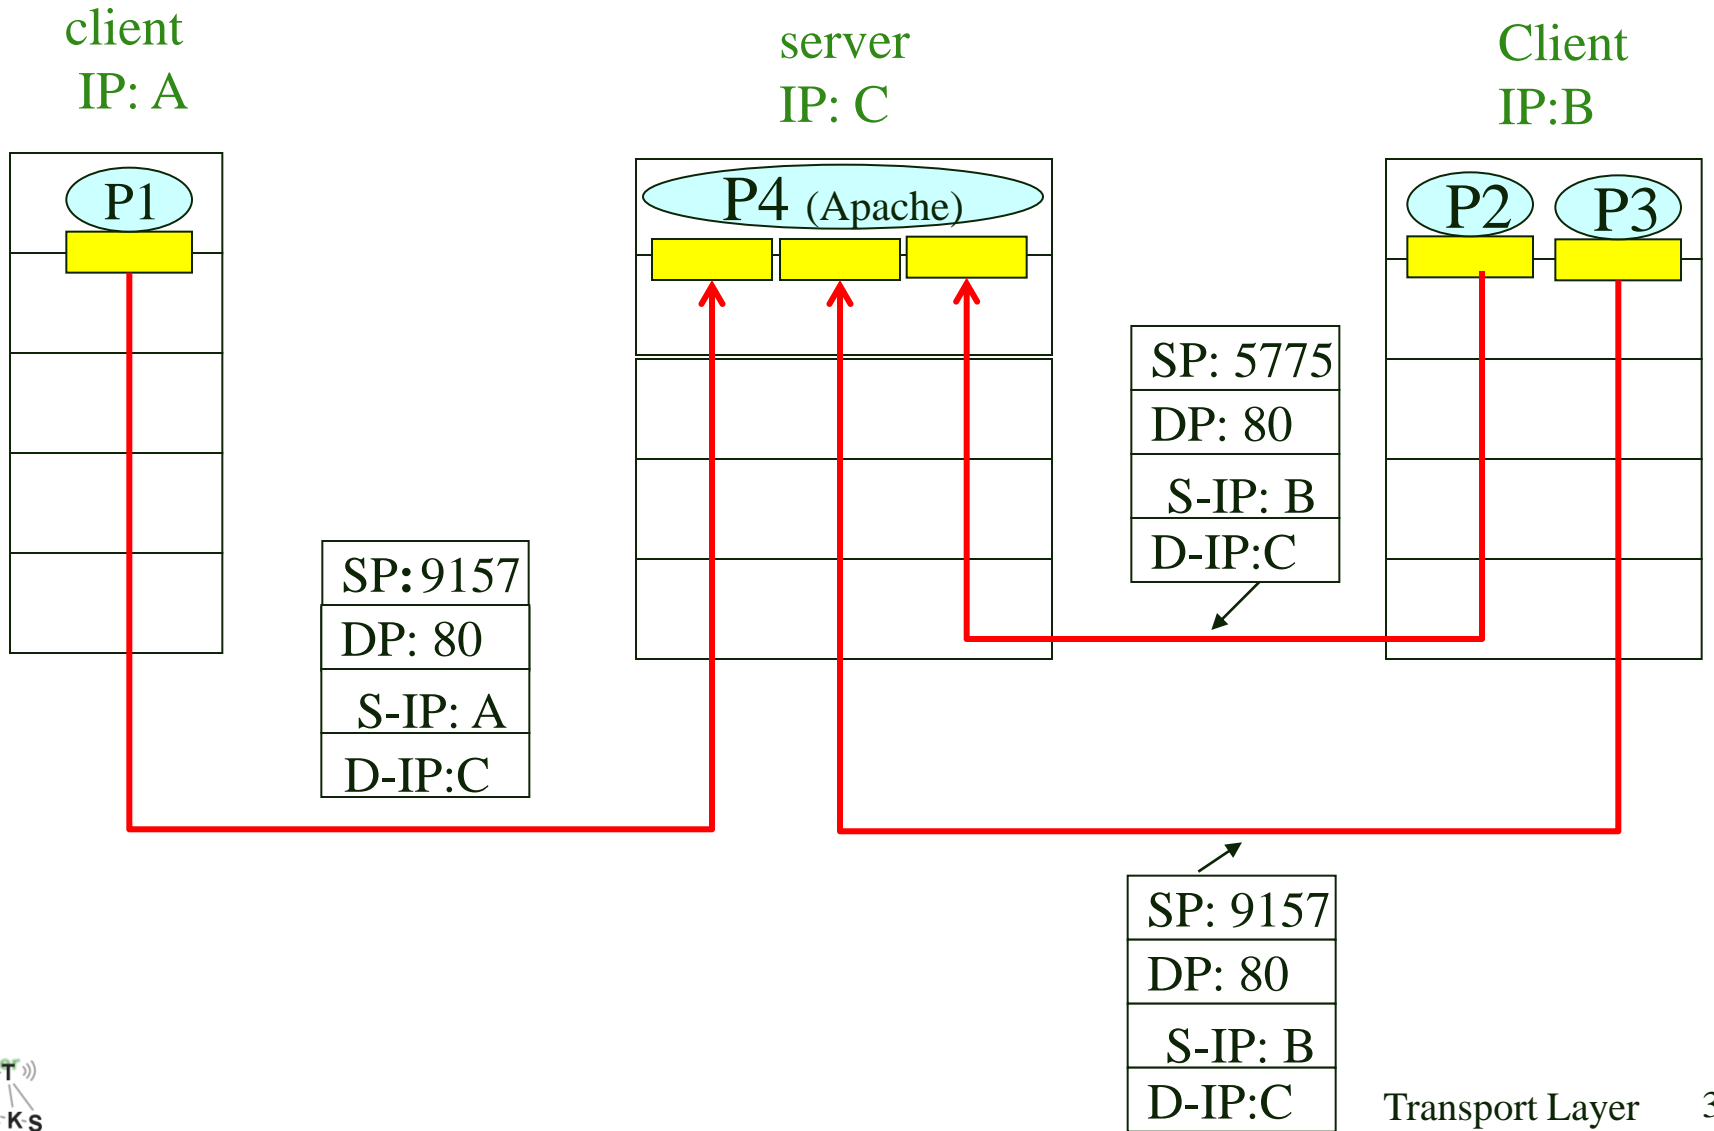 client
IP: A
server
IP: C
Client
IP:B
P1
P4 (Apache)
P2
P3
SP: 5775
DP: 80
S-IP: B
D-IP:C
SP: 9157
DP: 80
S-IP: A
D-IP:C
SP: 9157
DP: 80
S-IP: B
D-IP:C
T
K-S
Transport Layer